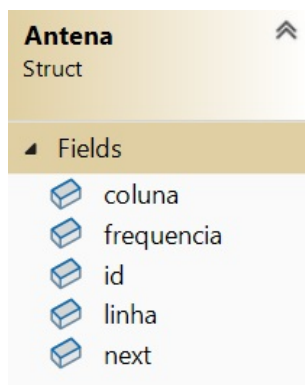 Antena
Struct
Fields
coluna
frequencia
id
linha
next